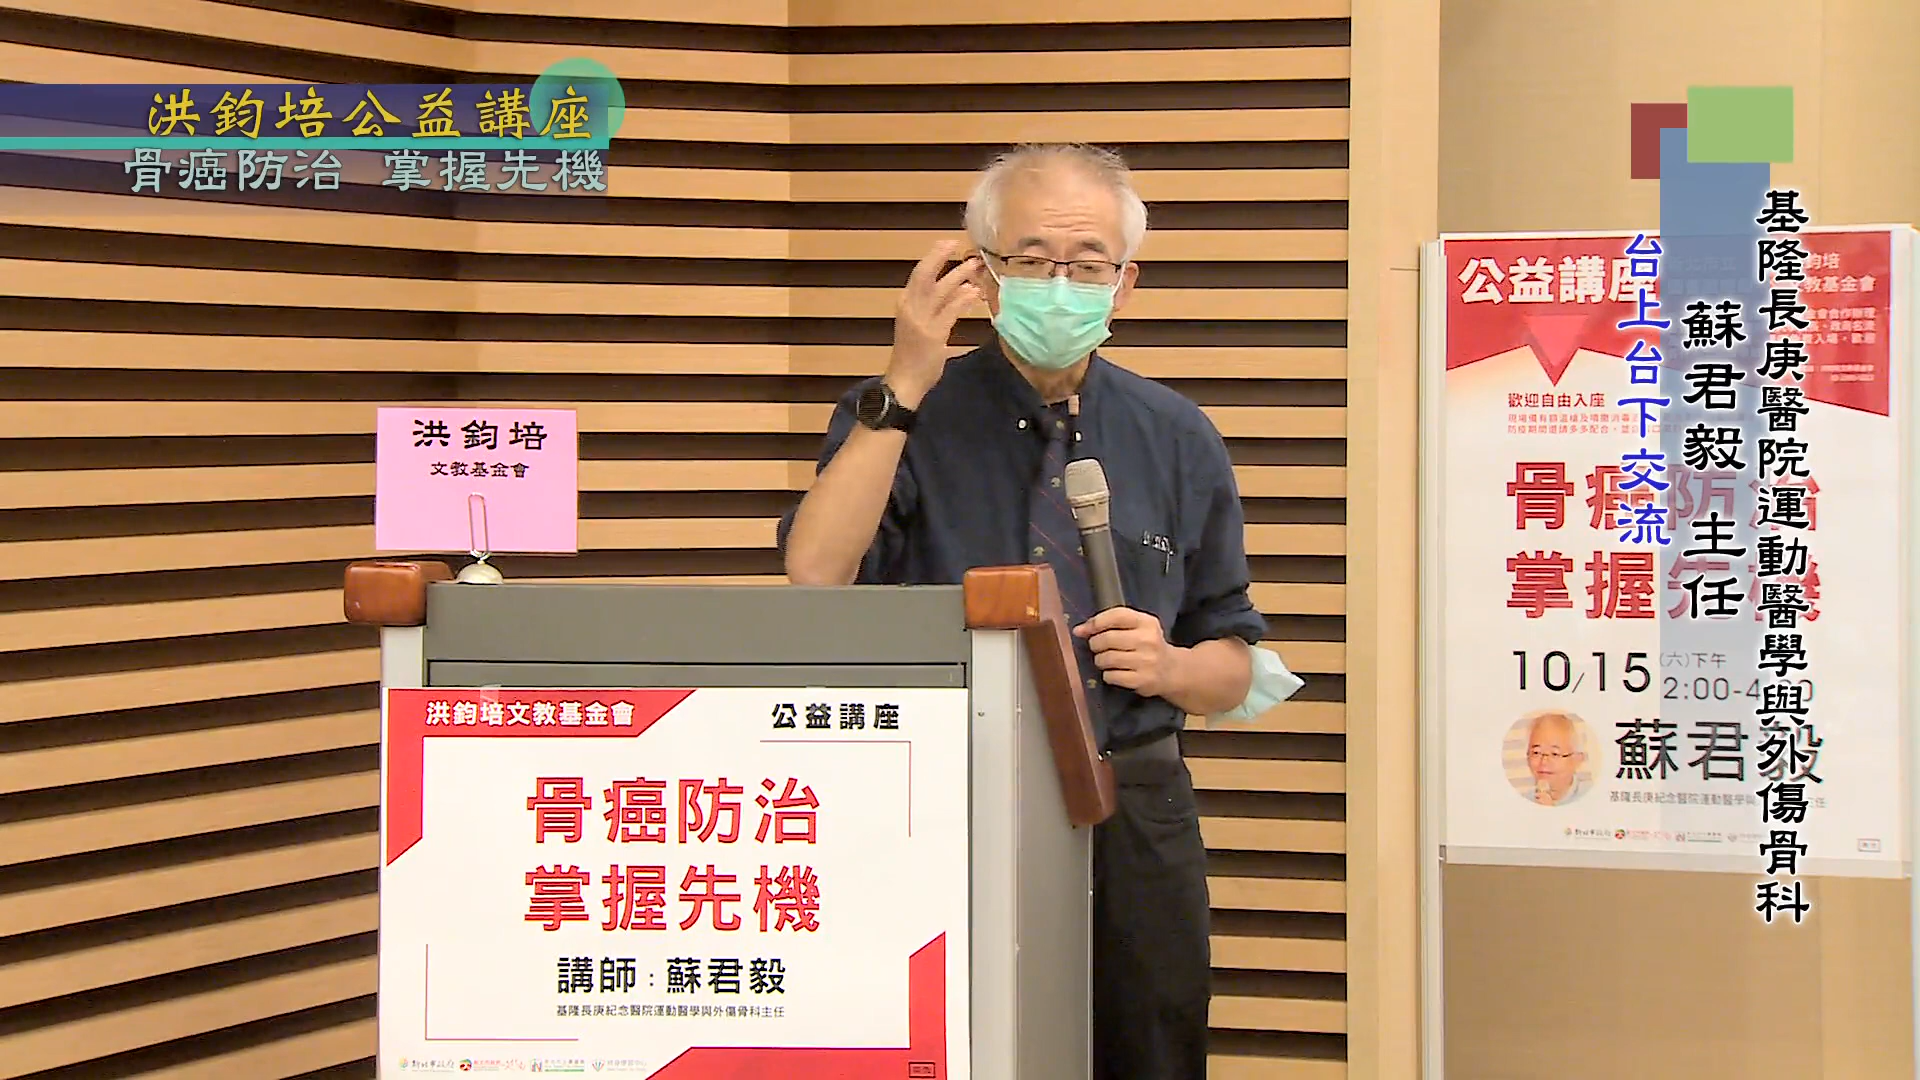 洪鈞培公益講座
骨癌防治 掌握先機
基隆長庚醫院運動醫學與外傷骨科
蘇君毅 主任
台上台下交流
洪鈞培
文教基金會
洪鈞培文教基金會
公益講座
骨癌防治
掌握先機
講師：蘇君毅
基隆長庚紀念醫院運動醫學與外傷骨科主任
公益講座
歡迎自由入座
骨癌防治
掌握先機
10/15
(六)下午
蘇君毅